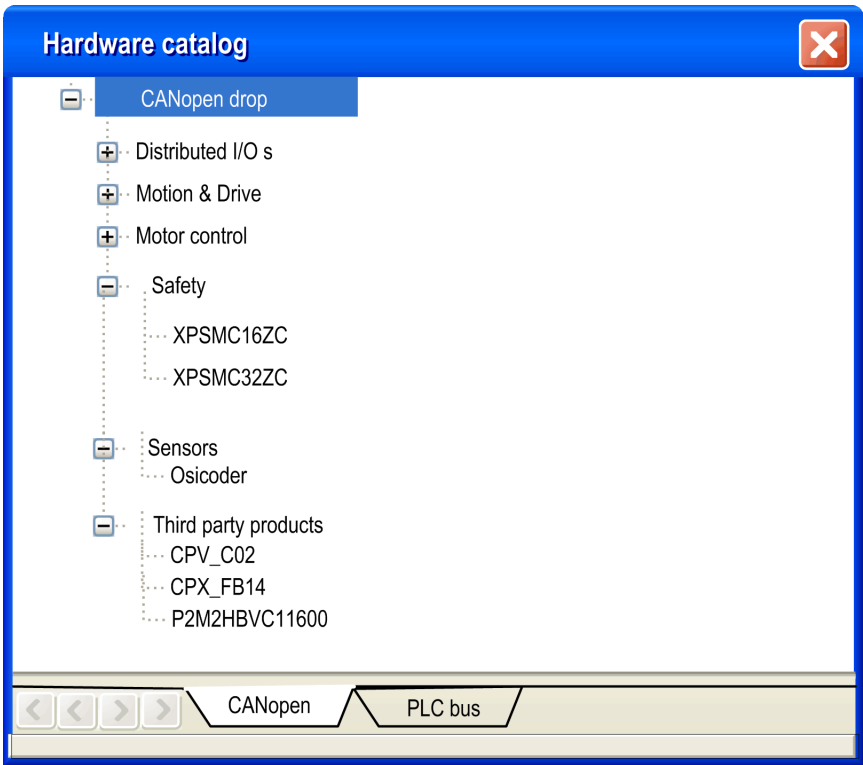 Hardware catalog
CANopen drop
Distributed I/O s
Motion & Drive
Motor control
Safety
XPSMC16ZC
XPSMC32ZC
Sensors
Osicoder
Third party products
CPV_C02
CPX_FB14
P2M2HBVC11600
CANopen
PLC bus